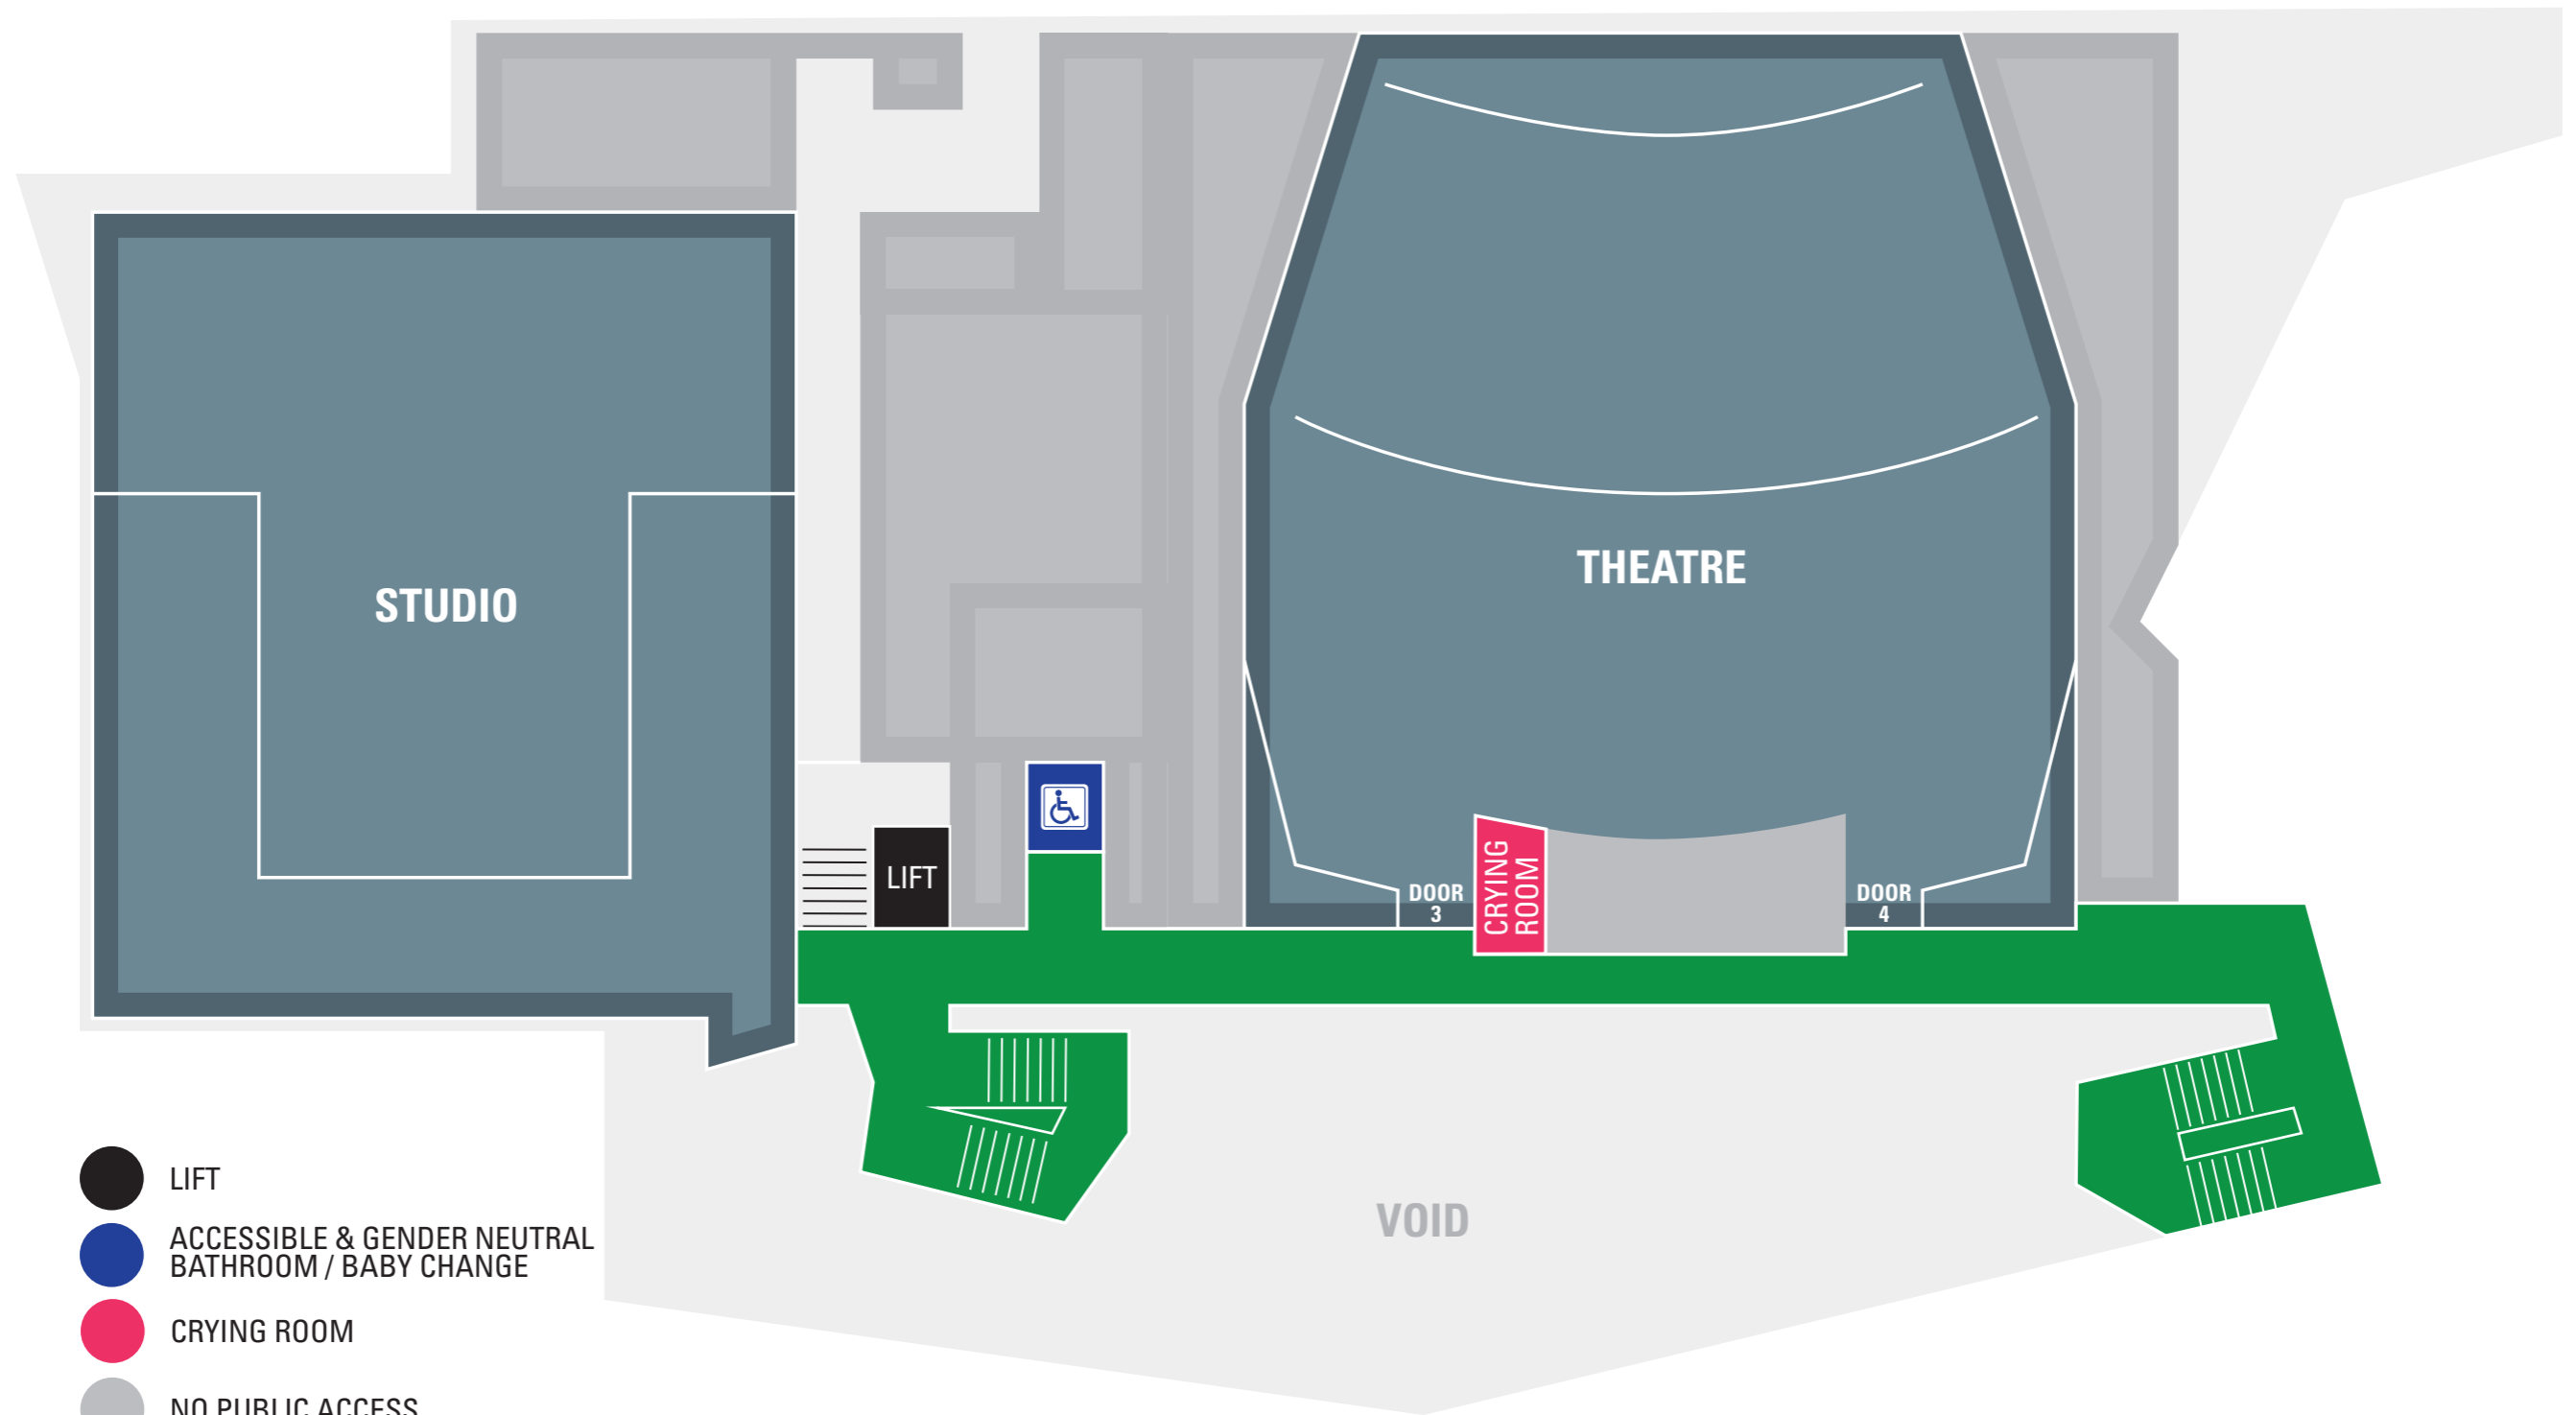 THEATRE
STUDIO
LIFT
DOOR
3
CRYING
ROOM
DOOR
4
VOID
LIFT
ACCESSIBLE & GENDER NEUTRAL
BATHROOM / BABY CHANGE
CRYING ROOM
NO PUBLIC ACCESS